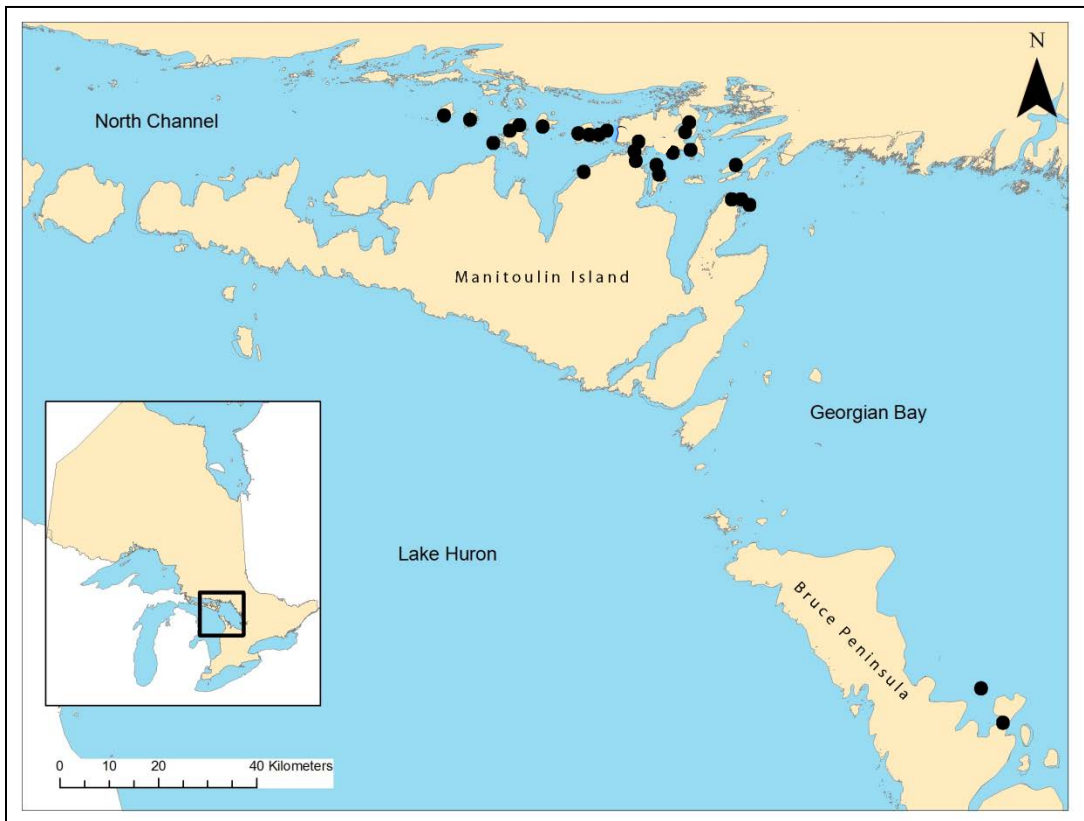 N
North Channel
Manitoulin Island
Georgian Bay
Lake Huron
Bruce Peninsula
0 10 20 40 Kilometers